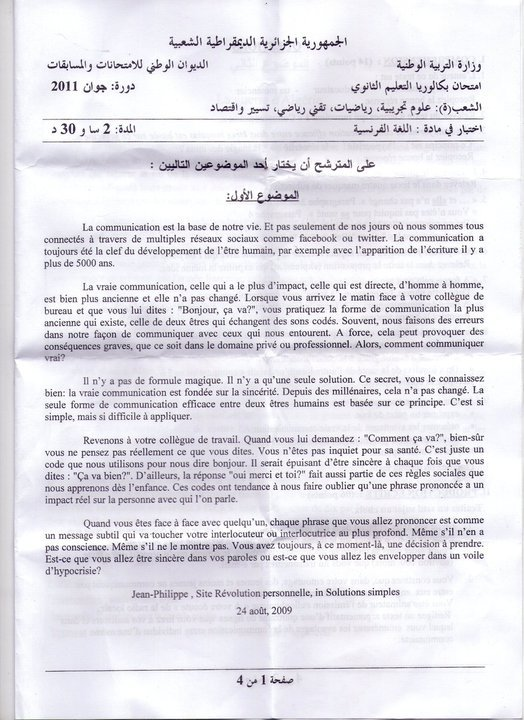 الجمهورية الجزائرية الديمقراطية الشعبية
وزارة التربية الوطنية الديوان الوطني للامتحانات والمسابقات
امتحان بكالوريا التعليم الثانوي دورة: جوان 2011
الشعب(ة): علوم تجريبية، رياضيات، تقني رياضي، تسيير واقتصاد
اختبار في مادة : اللغة الفرنسية المدة: 2 سا و 30 د
على المترشح أن يختار أحد الموضوعين التاليين :
الموضوع الأول:
La communication est la base de notre vie. Et pas seulement de nos jours où nous sommes tous
connectés à travers de multiples réseaux sociaux comme facebook ou twitter. La communication a
toujours été la clef du développement de l'être humain, par exemple avec l'apparition de l'écriture il y a
plus de 5000 ans.
La vraie communication, celle qui a le plus d'impact, celle qui est directe, d'homme à homme,
est bien plus ancienne et elle n'a pas changé. Lorsque vous arrivez le matin face à votre collègue de
bureau et que vous lui dites : "Bonjour, ça va?", vous pratiquez la forme de communication la plus
ancienne qui existe, celle de deux êtres qui échangent des sons codés. Souvent, nous faisons des erreurs
dans notre façon de communiquer avec ceux qui nous entourent. A force, cela peut provoquer des
conséquences graves, que ce soit dans le domaine privé ou professionnel. Alors, comment communiquer
vrai?
Il n'y a pas de formule magique. Il n'y a qu'une seule solution. Ce secret, vous le connaissez
bien: la vraie communication est fondée sur la sincérité. Depuis des millénaires, cela n'a pas changé. La
seule forme de communication efficace entre deux êtres humains est basée sur ce principe. C'est si
simple, mais si difficile à appliquer.
Revenons à votre collègue de travail. Quand vous lui demandez : "Comment ça va?", bien-sûr
vous ne pensez pas réellement ce que vous dites. Vous n'êtes pas inquiet pour sa santé. C'est juste un
code que nous utilisons pour nous dire bonjour. Il serait épuisant d'être sincère à chaque fois que vous
dites : "Ça va bien?". D'ailleurs, la réponse "oui merci et toi?" fait aussi partie de ces règles sociales que
nous apprenons dès l'enfance. Ces codes ont tendance à nous faire oublier qu'une phrase prononcée a un
impact réel sur la personne avec qui l'on parle.
Quand vous êtes face à face avec quelqu'un, chaque phrase que vous allez prononcer est comme
un message subtil qui va toucher votre interlocuteur ou interlocutrice au plus profond. Même s'il n'en a
pas conscience. Même s'il ne le montre pas. Vous avez toujours, à ce moment-là, une décision à prendre.
Est-ce que vous allez être sincère dans vos paroles ou est-ce que vous allez les envelopper dans un voile
d'hypocrisie?
Jean-Philippe , Site Révolution personnelle, in Solutions simples
24 août, 2009
صفحة 1 من 4